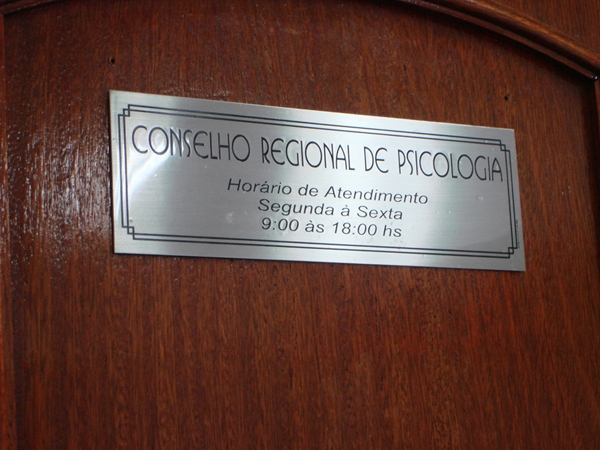 CONSELHO REGIONAL DE PSICOLOGIA
Horário de Atendimento
Segunda à Sexta
9:00 às 18:00 hs